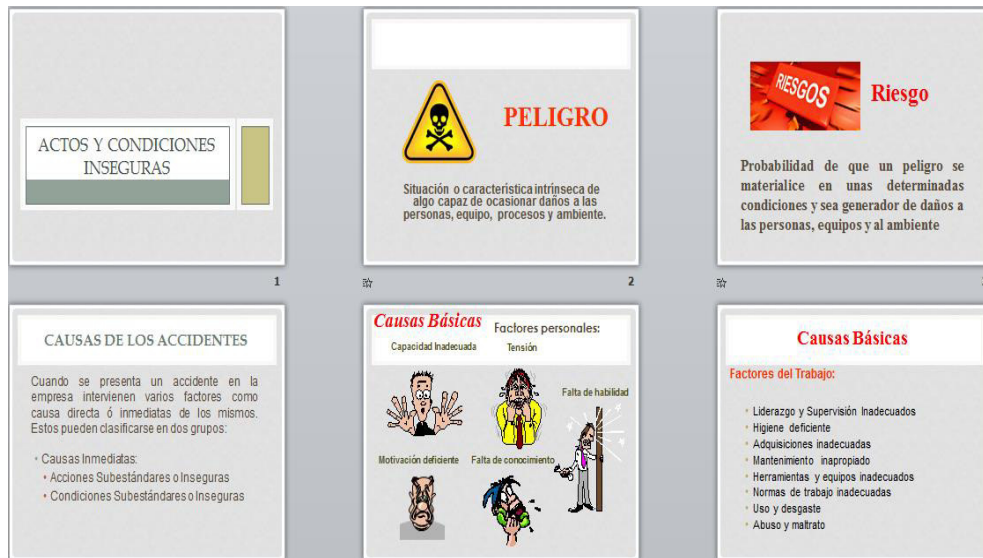 ACTOS Y CONDICIONES
INSEGURAS
1
PELIGRO
Situación o característica intrínseca de
algo capaz de ocasionar daños a las
personas, equipo, procesos y ambiente.
2
RIESGOS
Riesgo
Probabilidad de que un peligro se
materialice en unas determinadas
condiciones y sea generador de daños a
las personas, equipos y al ambiente
CAUSAS DE LOS ACCIDENTES
Cuando se presenta un accidente en la
empresa intervienen varios factores como
causa directa ó inmediatas de los mismos.
Estos pueden clasificarse en dos grupos:
• Causas Inmediatas:
• Acciones Subestándares o Inseguras
• Condiciones Subestándares o Inseguras
Causas Básicas
Factores personales:
Capacidad Inadecuada
Tensión
Falta de habilidad
Motivación deficiente
Falta de conocimiento
Causas Básicas
Factores del Trabajo:
• Liderazgo y Supervisión Inadecuados
• Higiene deficiente
• Adquisiciones inadecuadas
• Mantenimiento inapropiado
• Herramientas y equipos inadecuados
• Normas de trabajo inadecuadas
• Uso y desgaste
• Abuso y maltrato